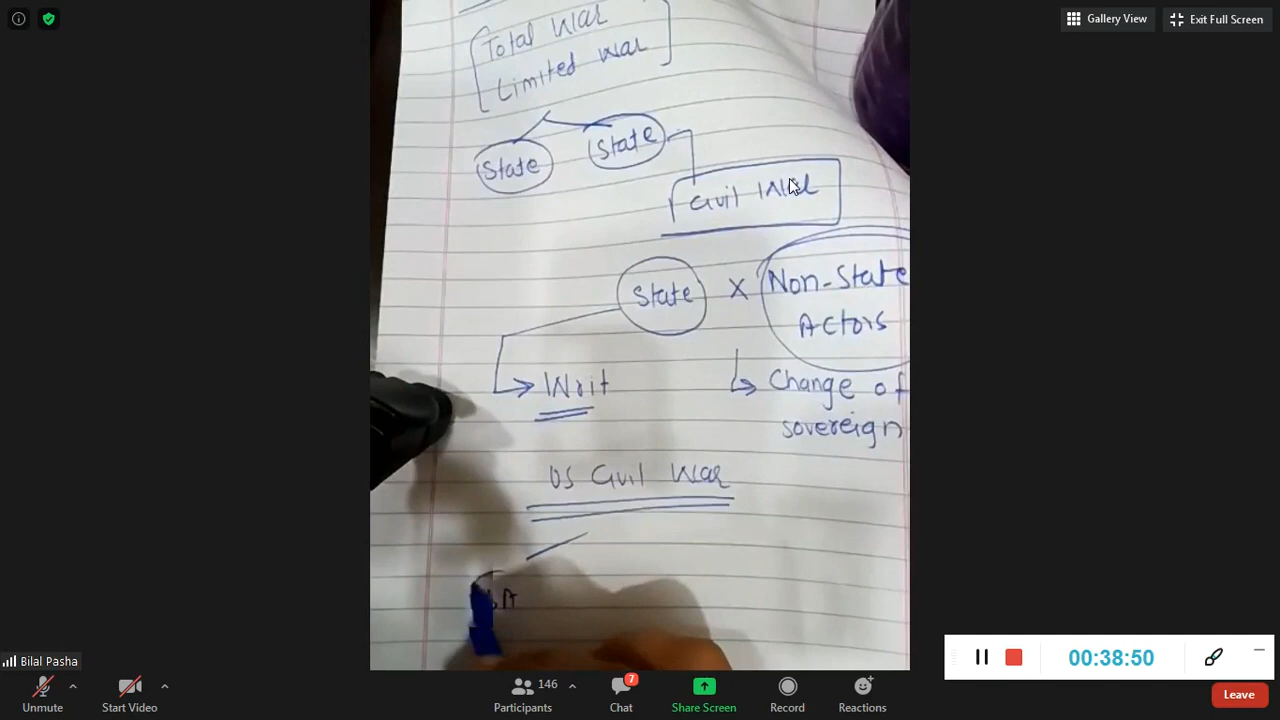 Gallery View
Exit Full Screen
Total War
Limited War
State
State
Civil War
State X Non-State
Actors
Writ
Change of
sovereign
US Civil War
Bilal Pasha
00:38:50
Unmute
Start Video
146
Participants
7
Chat
Share Screen
Record
Reactions
Leave